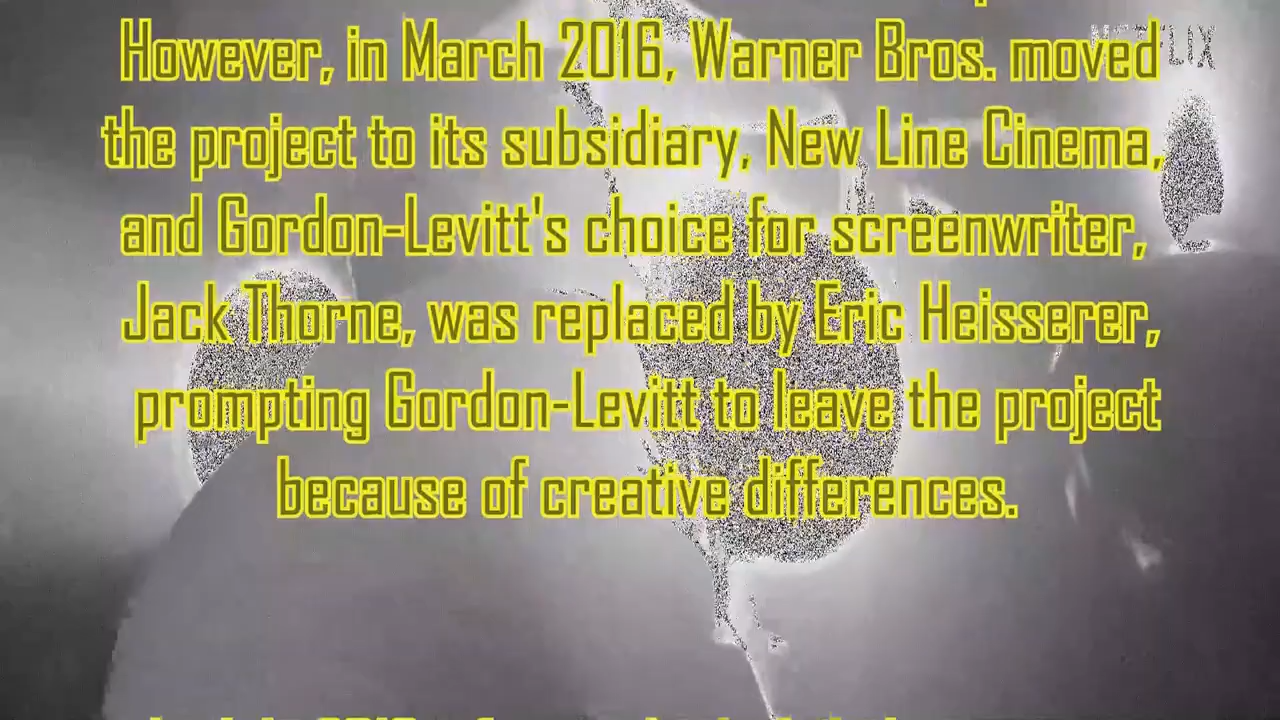 However, in March 2016, Warner Bros. moved
the project to its subsidiary, New Line Cinema,
and Gordon-Levitt's choice for screenwriter,
Jack Thorne, was replaced by Eric Heisserer,
prompting Gordon-Levitt to leave the project
because of creative differences.